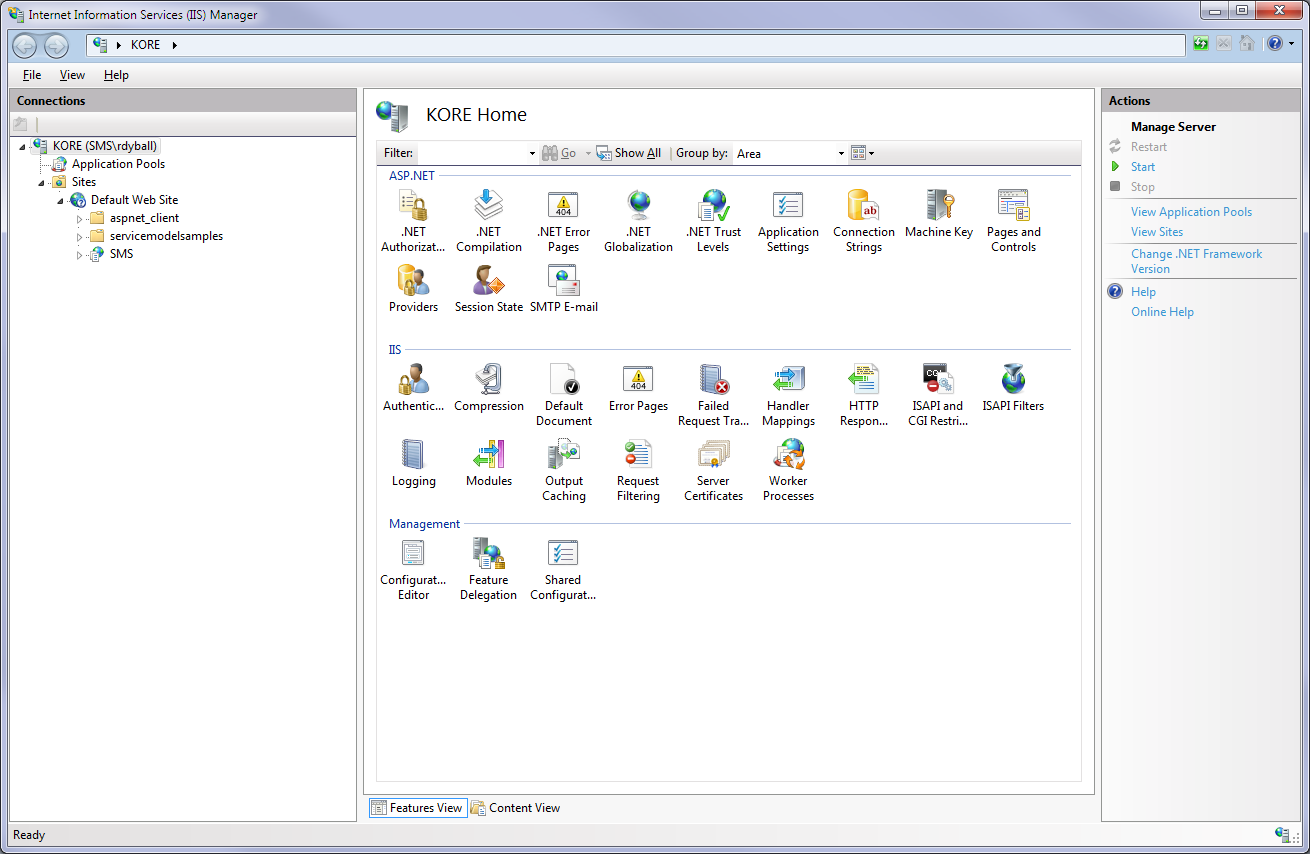 Internet Information Services (IIS) Manager
KORE
File View Help
Connections
KORE (SMS\rdyball)
Application Pools
Sites
Default Web Site
aspnet_client
servicemodelsamples
SMS
KORE Home
Filter: Go Show All Group by: Area
ASP.NET
.NET Authorizat...
.NET Compilation
.NET Error Pages
404
.NET Globalization
.NET Trust Levels
Application Settings
Connection Strings
ab
Machine Key
Pages and Controls
Providers
Session State
SMTP E-mail
IIS
Authentic...
Compression
Default Document
Error Pages
404
Failed Request Tra...
Handler Mappings
HTTP Respon...
ISAPI and CGI Restri...
CGI
ISAPI Filters
Logging
Modules
Output Caching
Request Filtering
Server Certificates
Worker Processes
Management
Configurat... Editor
Feature Delegation
Shared Configurat...
Features View
Content View
Actions
Manage Server
Restart
Start
Stop
View Application Pools
View Sites
Change .NET Framework
Version
Help
Online Help
Ready